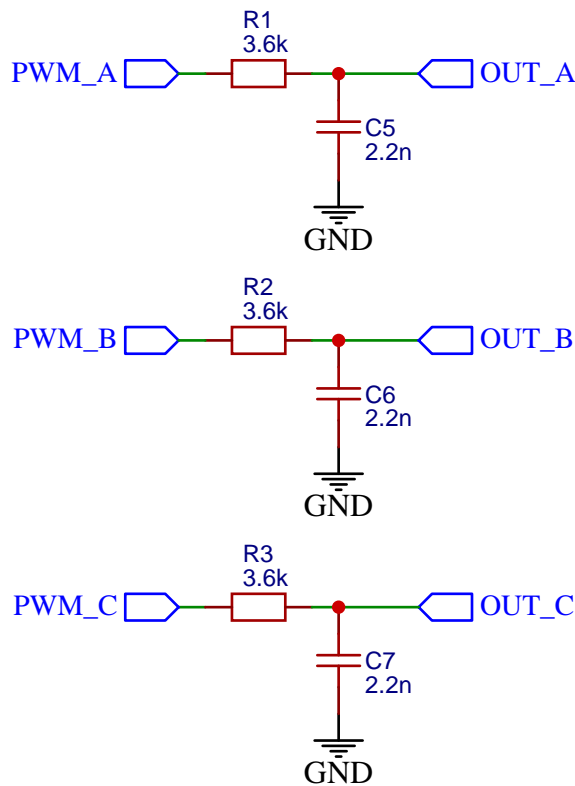 R1
3.6k
PWM_A
OUT_A
C5
2.2n
GND
R2
3.6k
PWM_B
OUT_B
C6
2.2n
GND
R3
3.6k
PWM_C
OUT_C
C7
2.2n
GND